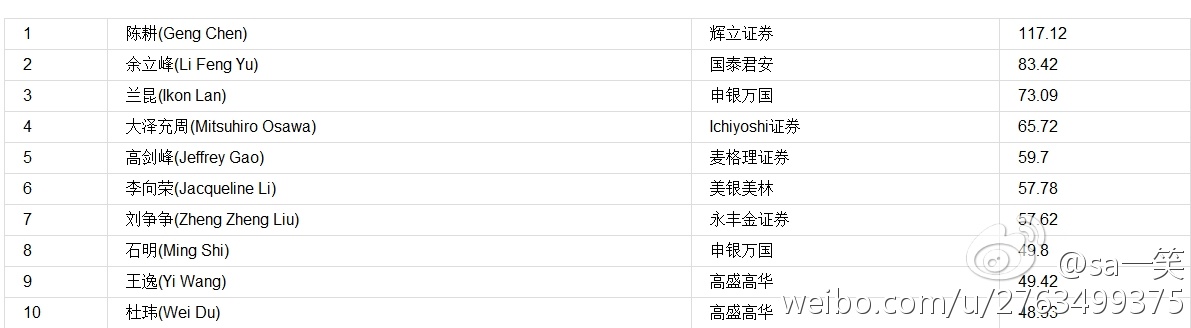 1 陈耕(Geng Chen) 辉立证券 117.12
2 余立峰(Li Feng Yu) 国泰君安 83.42
3 兰昆(Ikon Lan) 申银万国 73.09
4 大泽充周(Mitsuhiro Osawa) Ichiyoshi证券 65.72
5 高剑峰(Jeffrey Gao) 麦格理证券 59.7
6 李向荣(Jacqueline Li) 美银美林 57.78
7 刘争争(Zheng Zheng Liu) 永丰金证券 57.62
8 石明(Ming Shi) 申银万国 49.8
@sa一笑
9 王逸(Yi Wang) 高盛高华 49.42
10 杜玮(Wei Du) 高盛高华
weibo.com/u/2763499375